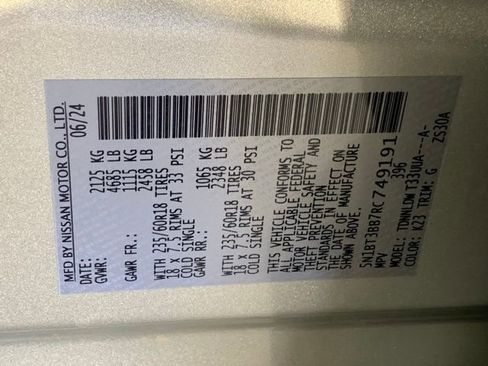 MFD BY NISSAN MOTOR CO., LTD.
DATE: 06/24
GVWR: 2125 KG
4685 LB
GAWR FR.: 1115 KG
2458 LB
WITH 235/60R18 TIRES
18 X 7.5 RIMS AT 33 PSI
COLD SINGLE
GAWR RR.: 1065 KG
2348 LB
WITH 235/60R18 TIRES
18 X 7.5 RIMS AT 30 PSI
COLD SINGLE
THIS VEHICLE CONFORMS TO
ALL APPLICABLE FEDERAL
MOTOR VEHICLE SAFETY AND
THEFT PREVENTION
STANDARDS IN EFFECT ON
THE DATE OF MANUFACTURE
SHOWN ABOVE.
5N1BT3BB7RC749191
MPV 396
MODEL: TDNNLDW T33UUA---A-
COLOR: K23 TRIM: G ZS30A